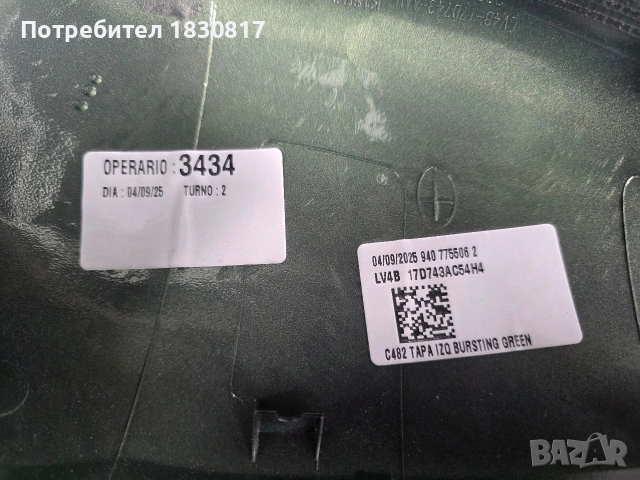 Потребител 1830817
OPERARIO : 3434
DIA : 04/09/25 TURNO : 2
04/09/2025 940 775506 2
LV4B 17D743AC54H4
C482 TAPA IZQ BURSTING GREEN
BAZAR